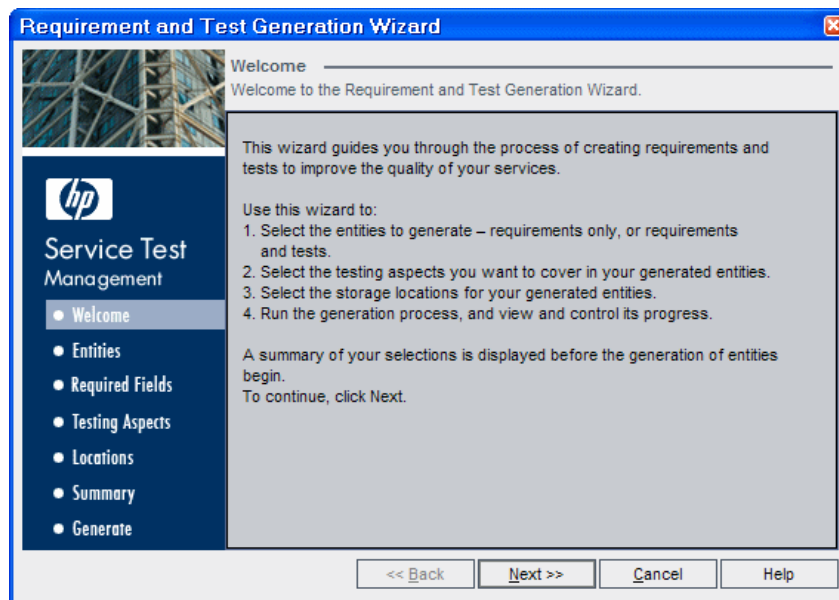 Requirement and Test Generation Wizard
Welcome
Welcome to the Requirement and Test Generation Wizard.
This wizard guides you through the process of creating requirements and
tests to improve the quality of your services.
Use this wizard to:
1. Select the entities to generate – requirements only, or requirements
and tests.
2. Select the testing aspects you want to cover in your generated entities.
3. Select the storage locations for your generated entities.
4. Run the generation process, and view and control its progress.
A summary of your selections is displayed before the generation of entities
begin.
To continue, click Next.
hp
Service Test
Management
Welcome
Entities
Required Fields
Testing Aspects
Locations
Summary
Generate
<< Back
Next >>
Cancel
Help